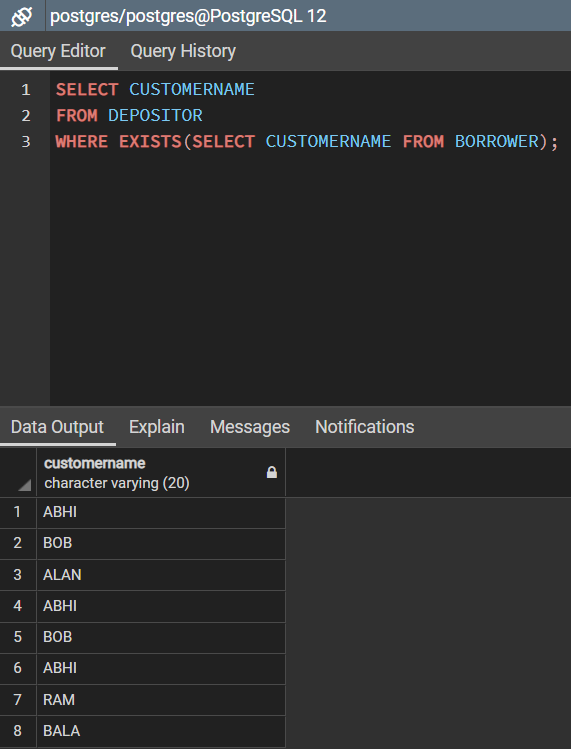 postgres/postgres@PostgreSQL 12
Query Editor Query History
1 SELECT CUSTOMERNAME
2 FROM DEPOSITOR
3 WHERE EXISTS(SELECT CUSTOMERNAME FROM BORROWER);
Data Output Explain Messages Notifications
customername
character varying (20)
1 ABHI
2 BOB
3 ALAN
4 ABHI
5 BOB
6 ABHI
7 RAM
8 BALA